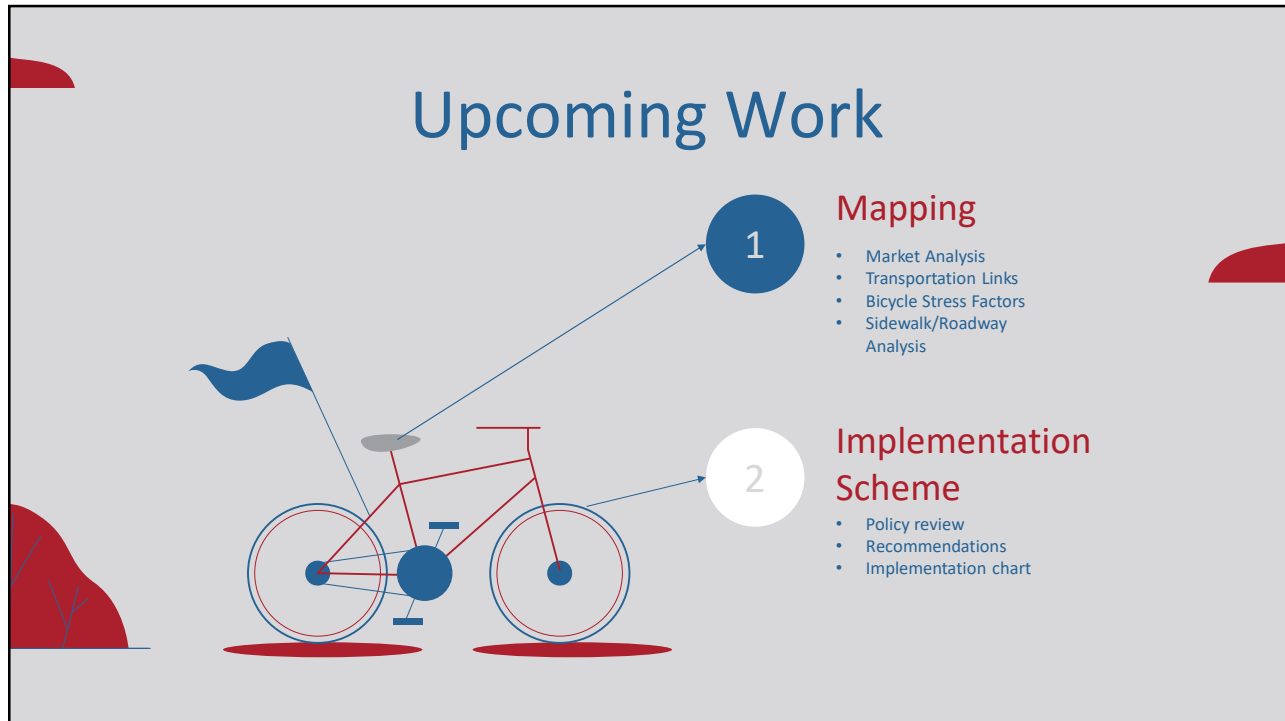 Upcoming Work
1
Mapping
• Market Analysis
• Transportation Links
• Bicycle Stress Factors
• Sidewalk/Roadway
Analysis
2
Implementation
Scheme
• Policy review
• Recommendations
• Implementation chart